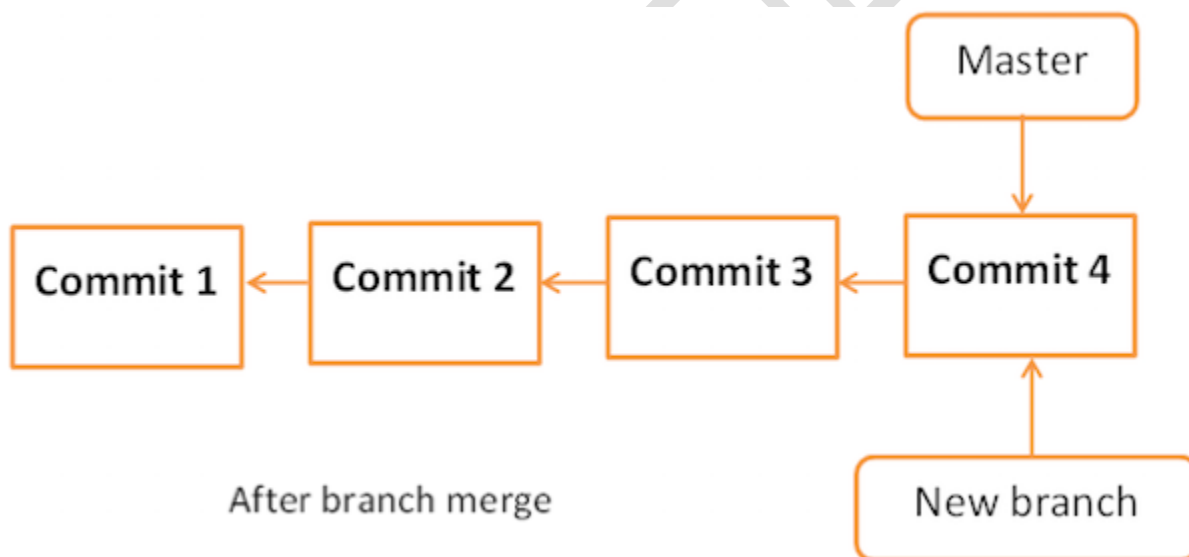 Master
Commit 1
Commit 2
Commit 3
Commit 4
After branch merge
New branch